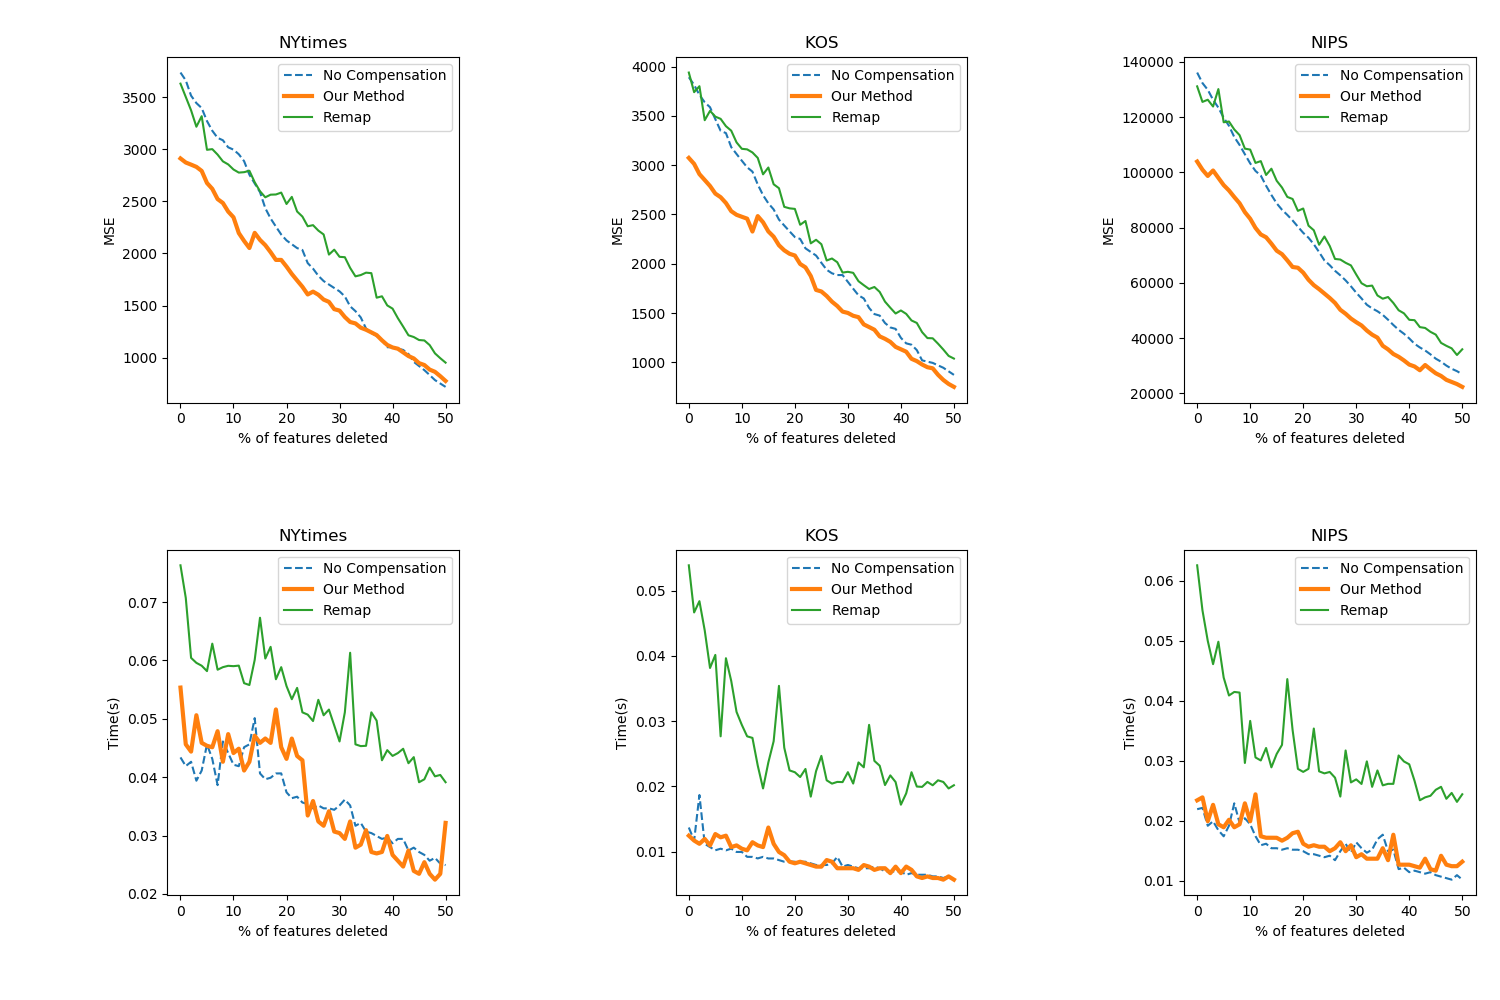 NYtimes
MSE
3500
3000
2500
2000
1500
1000
No Compensation
Our Method
Remap
0 10 20 30 40 50
% of features deleted
KOS
MSE
4000
3500
3000
2500
2000
1500
1000
No Compensation
Our Method
Remap
0 10 20 30 40 50
% of features deleted
NIPS
MSE
140000
120000
100000
80000
60000
40000
20000
No Compensation
Our Method
Remap
0 10 20 30 40 50
% of features deleted
NYtimes
Time(s)
0.07
0.06
0.05
0.04
0.03
0.02
No Compensation
Our Method
Remap
0 10 20 30 40 50
% of features deleted
KOS
Time(s)
0.05
0.04
0.03
0.02
0.01
No Compensation
Our Method
Remap
0 10 20 30 40 50
% of features deleted
NIPS
Time(s)
0.06
0.05
0.04
0.03
0.02
0.01
No Compensation
Our Method
Remap
0 10 20 30 40 50
% of features deleted